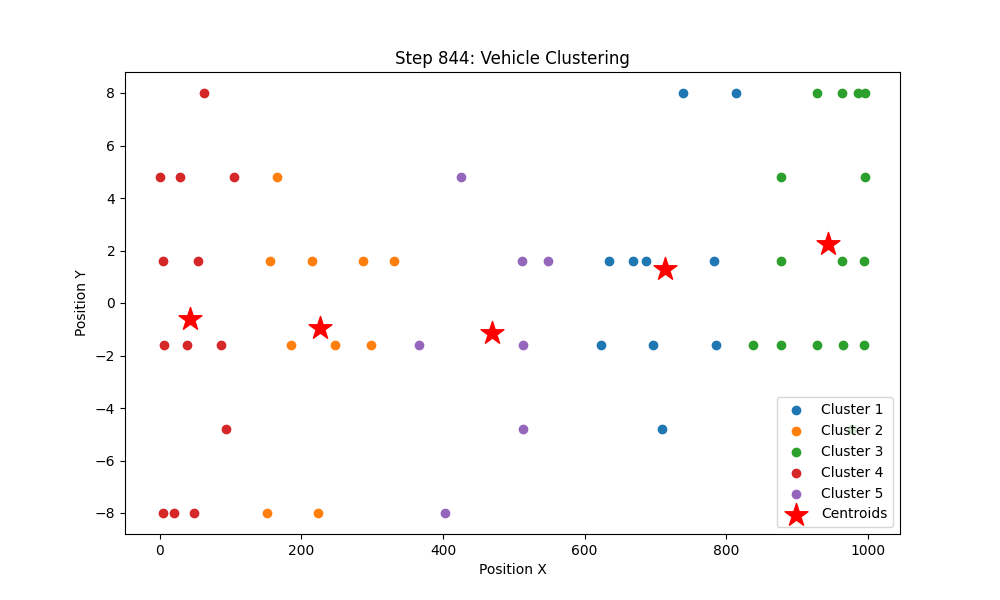 Step 844: Vehicle Clustering
8
6
4
2
0
−2
−4
−6
−8
Position Y
0
200
400
600
800
1000
Position X
Cluster 1
Cluster 2
Cluster 3
Cluster 4
Cluster 5
Centroids